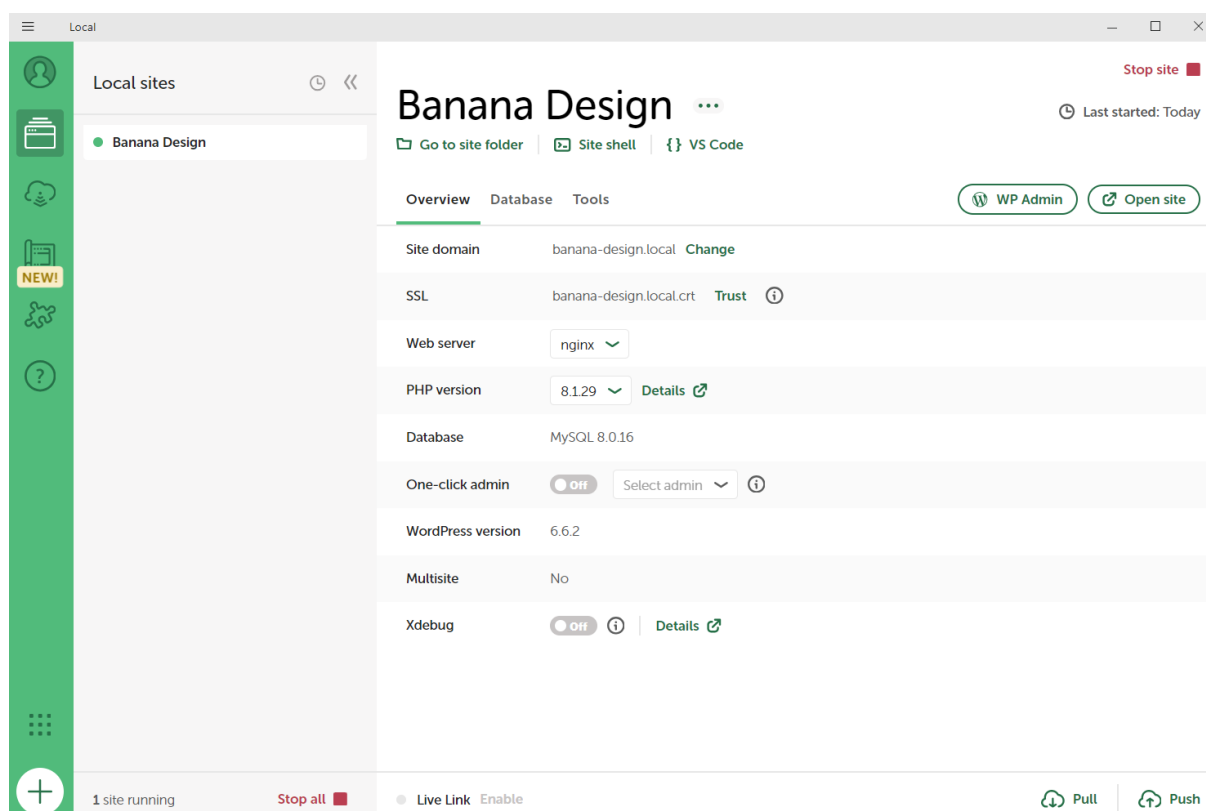 Local
Local sites
Banana Design
NEW!
1 site running
Stop all
Stop site
Banana Design
Last started: Today
Go to site folder
Site shell
VS Code
Overview
Database
Tools
WP Admin
Open site
Site domain banana-design.local Change
SSL banana-design.local.crt Trust
Web server nginx
PHP version 8.1.29 Details
Database MySQL 8.0.16
One-click admin Off Select admin
WordPress version 6.6.2
Multisite No
Xdebug Off Details
Live Link Enable
Pull
Push